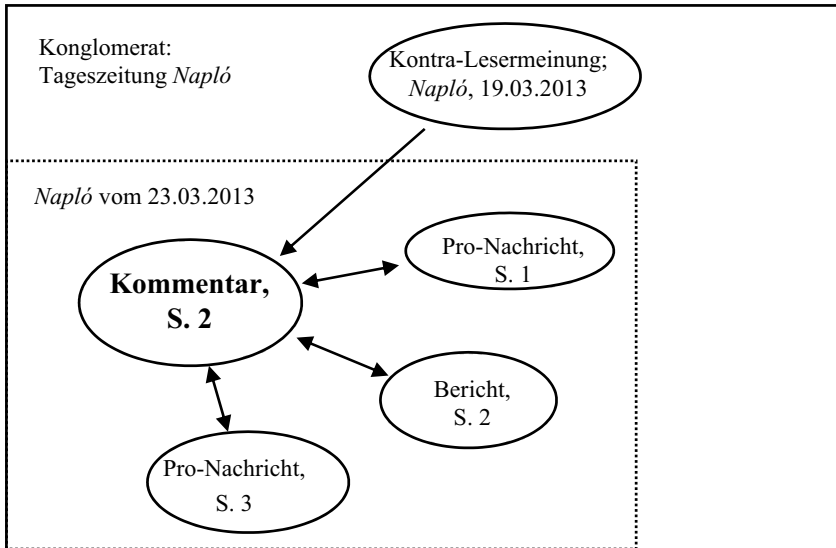 Konglomerat:
Tageszeitung Napló
Kontra-Lesermeinung;
Napló, 19.03.2013
Napló vom 23.03.2013
Kommentar,
S. 2
Pro-Nachricht,
S. 1
Bericht,
S. 2
Pro-Nachricht,
S. 3